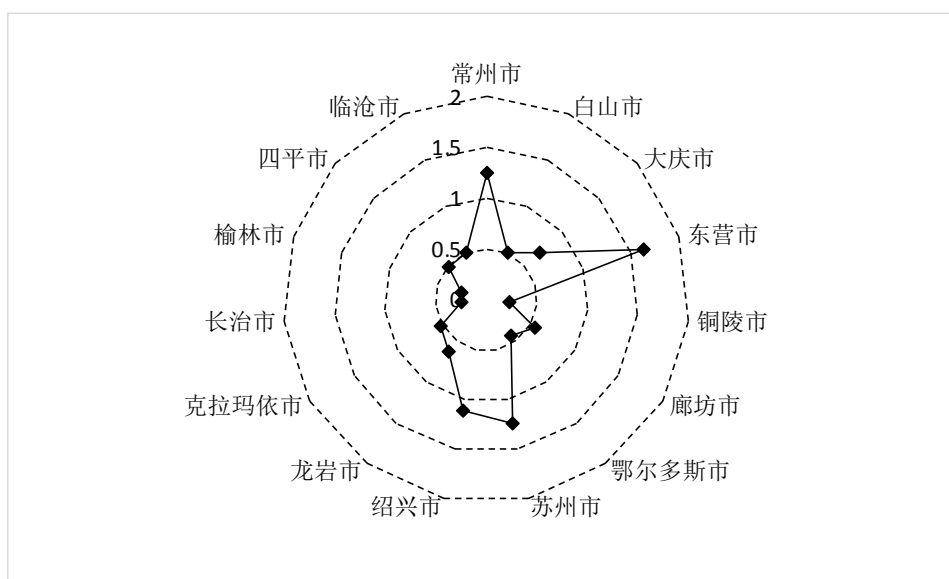 常州市
2
白山市
临沧市
1.5
四平市
大庆市
1
榆林市
东营市
0.5
0
长治市
铜陵市
克拉玛依市
廊坊市
龙岩市
鄂尔多斯市
绍兴市
苏州市